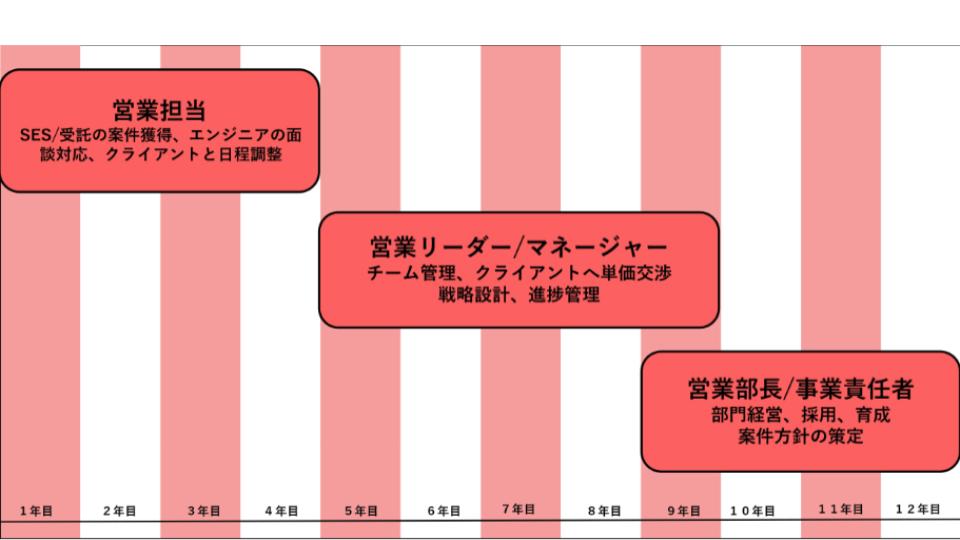 営業担当
SES/受託の案件獲得、エンジニアの面
談対応、クライアントと日程調整
営業リーダー/マネージャー
チーム管理、クライアントへ単価交渉
戦略設計、進捗管理
営業部長/事業責任者
部門経営、採用、育成
案件方針の策定
1年目 2年目 3年目 4年目 5年目 6年目 7年目 8年目 9年目 10年目 11年目 12年目